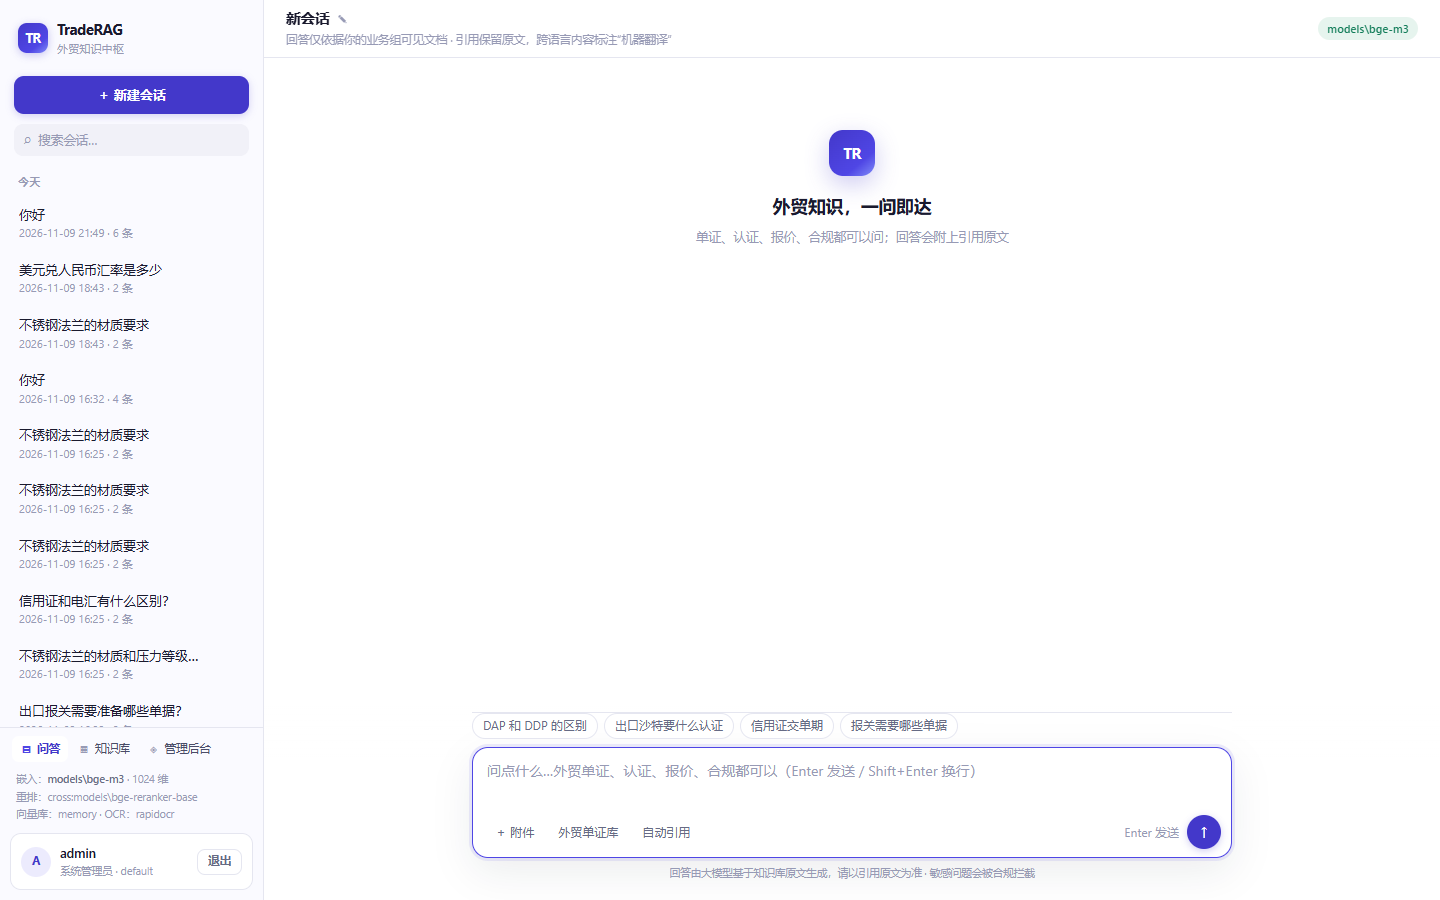 TR
TradeRAG
外贸知识中枢
+ 新建会话
搜索会话...
今天
你好
2026-11-09 21:49 · 6 条
美元兑人民币汇率是多少
2026-11-09 18:43 · 2 条
不锈钢法兰的材质要求
2026-11-09 18:43 · 2 条
你好
2026-11-09 16:32 · 4 条
不锈钢法兰的材质要求
2026-11-09 16:25 · 2 条
不锈钢法兰的材质要求
2026-11-09 16:25 · 2 条
不锈钢法兰的材质要求
2026-11-09 16:25 · 2 条
信用证和电汇有什么区别?
2026-11-09 16:25 · 2 条
不锈钢法兰的材质和压力等级...
2026-11-09 16:25 · 2 条
出口报关需要准备哪些单据?
问答 知识库 管理后台
嵌入: models\bge-m3 · 1024 维
重排: cross:models\bge-reranker-base
向量库: memory · OCR: rapidocr
A
admin
系统管理员 · default
退出
新会话
回答仅依据你的业务组可见文档 · 引用保留原文，跨语言内容标注"机器翻译"
models\bge-m3
TR
外贸知识，一问即达
单证、认证、报价、合规都可以问；回答会附上引用原文
DAP 和 DDP 的区别 出口沙特要什么认证 信用证交单期 报关需要哪些单据
问点什么...外贸单证、认证、报价、合规都可以（Enter 发送 / Shift+Enter 换行）
+ 附件 外贸单证库 自动引用 Enter 发送 ↑
回答由大模型基于知识库原文生成，请以引用原文为准 · 敏感问题会被合规拦截